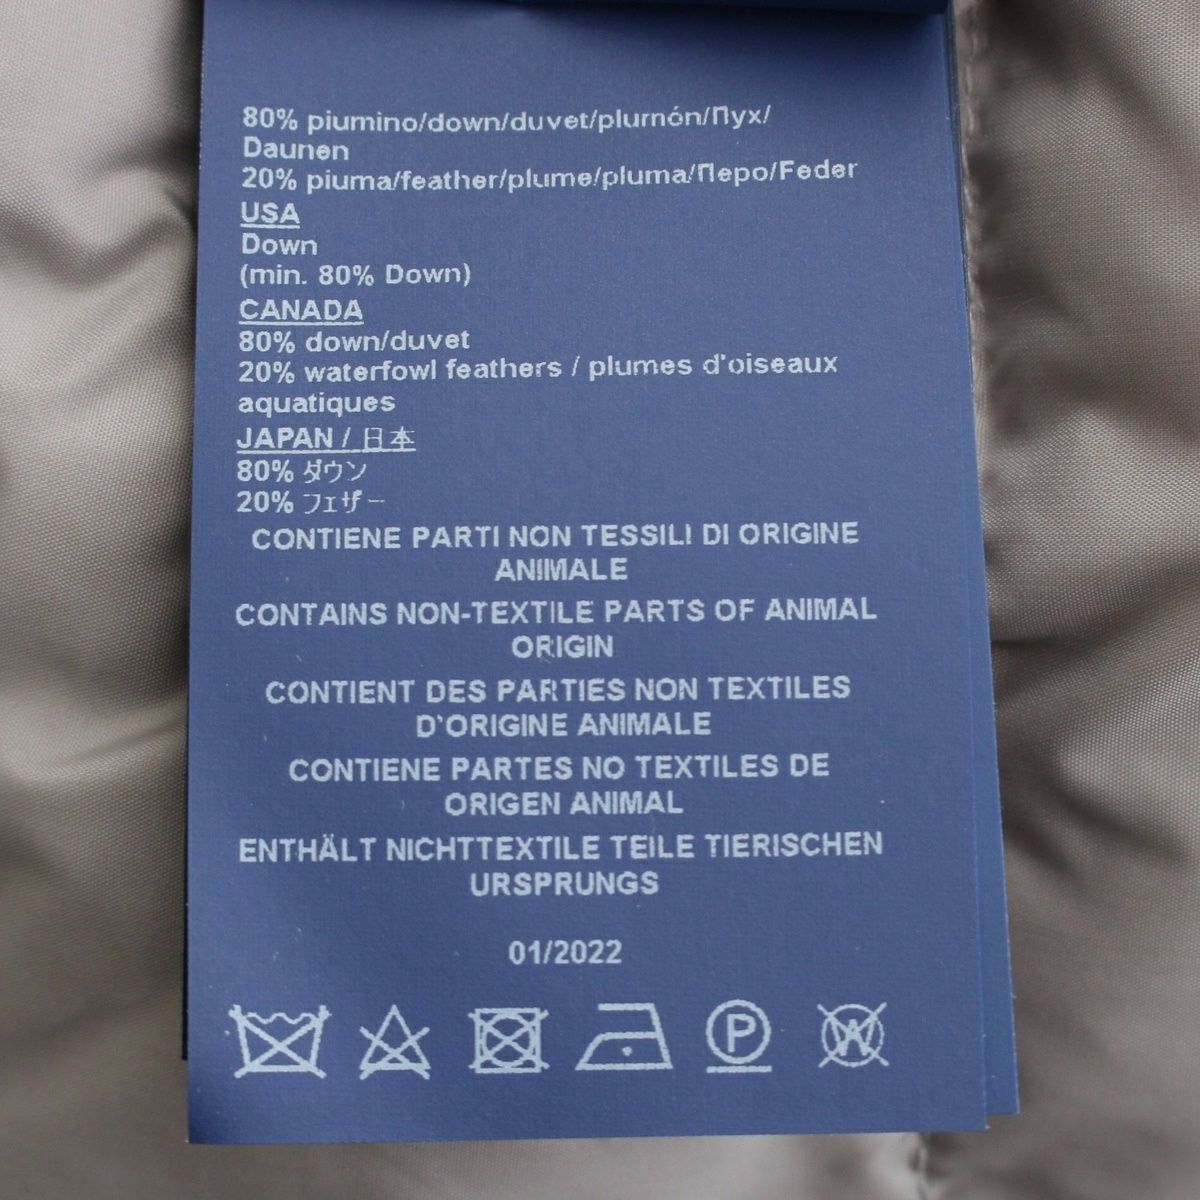 80% piumino/down/duvet/plumón/Пух/
Daunen
20% piuma/feather/plume/pluma/Перо/Feder
USA
Down
(min. 80% Down)
CANADA
80% down/duvet
20% waterfowl feathers / plumes d'oiseaux
aquatiques
JAPAN / 日本
80% ダウン
20% フェザー
CONTIENE PARTI NON TESSILI DI ORIGINE
ANIMALE
CONTAINS NON-TEXTILE PARTS OF ANIMAL
ORIGIN
CONTIENT DES PARTIES NON TEXTILES
D'ORIGINE ANIMALE
CONTIENE PARTES NO TEXTILES DE
ORIGEN ANIMAL
ENTHÄLT NICHTTEXTILE TEILE TIERISCHEN
URSPRUNGS
01/2022
P W